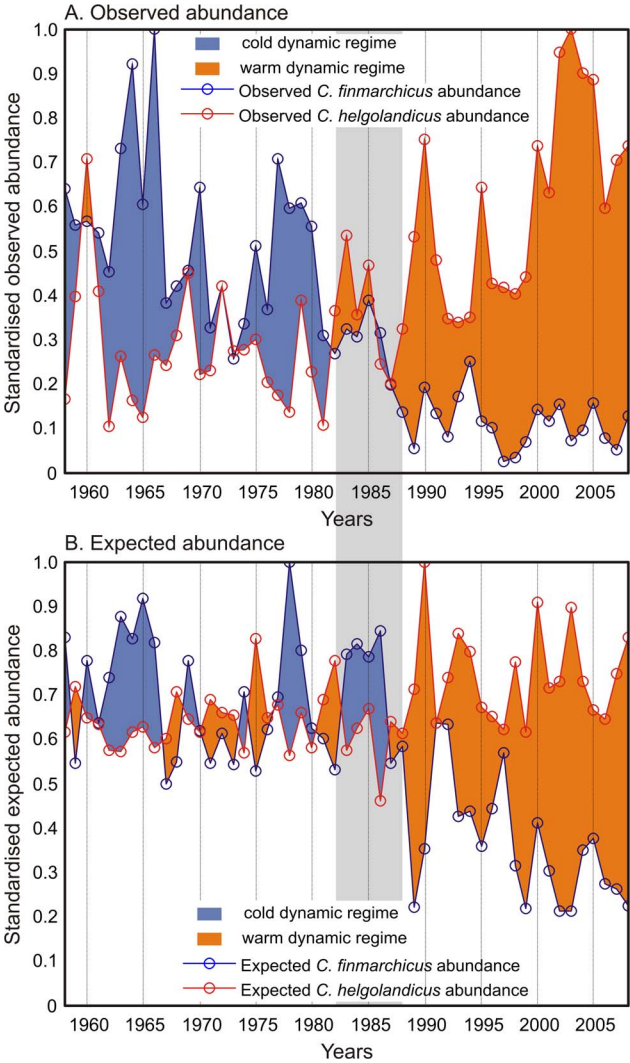 A. Observed abundance
1.0
0.9
0.8
0.7
0.6
0.5
0.4
0.3
0.2
0.1
0
Standardised observed abundance
cold dynamic regime
warm dynamic regime
Observed C. finmarchicus abundance
Observed C. helgolandicus abundance
1960 1965 1970 1975 1980 1985 1990 1995 2000 2005
Years
B. Expected abundance
1.0
0.9
0.8
0.7
0.6
0.5
0.4
0.3
0.2
0.1
0
Standardised expected abundance
cold dynamic regime
warm dynamic regime
Expected C. finmarchicus abundance
Expected C. helgolandicus abundance
1960 1965 1970 1975 1980 1985 1990 1995 2000 2005
Years